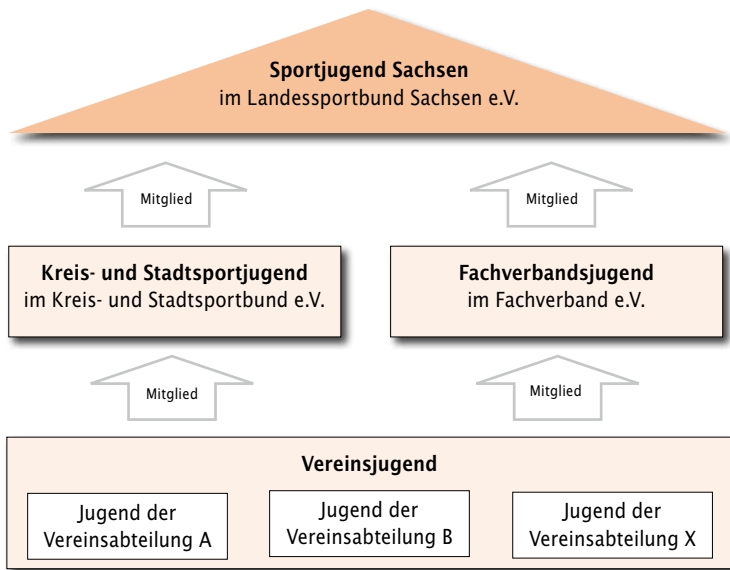 Sportjugend Sachsen
im Landessportbund Sachsen e.V.
Mitglied
Mitglied
Kreis- und Stadtsportjugend
im Kreis- und Stadtsportbund e.V.
Fachverbandsjugend
im Fachverband e.V.
Mitglied
Mitglied
Vereinsjugend
Jugend der
Vereinsabteilung A
Jugend der
Vereinsabteilung B
Jugend der
Vereinsabteilung X